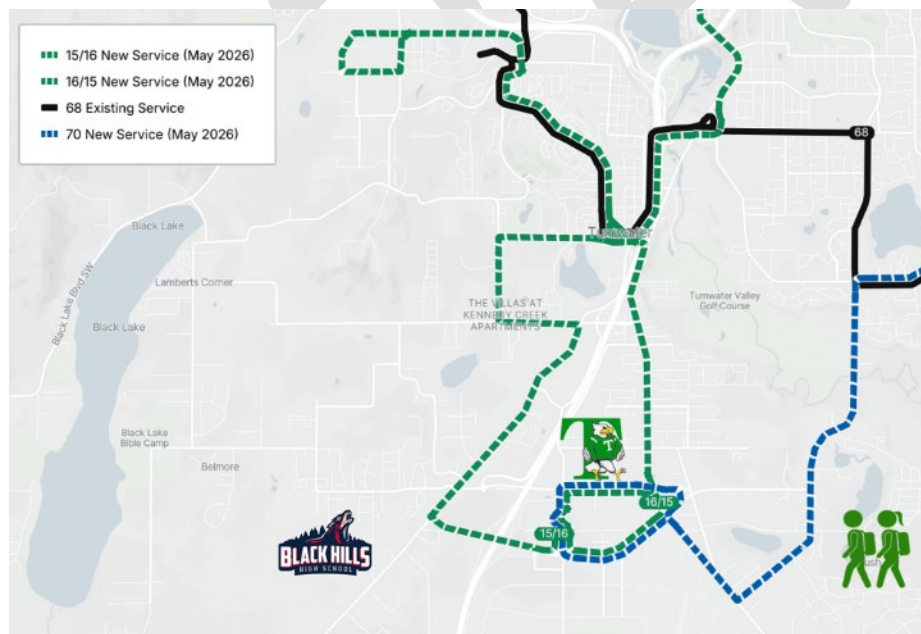 15/16 New Service (May 2026)
16/15 New Service (May 2026)
68 Existing Service
70 New Service (May 2026)
68
Black Lake
Tumwater
Lamberts Corner
Black Lake Blvd SW
Black Lake
THE VILLAS AT
KENNEDY CREEK
APARTMENTS
Tumwater Valley
Golf Course
Black Lake
Bible Camp
Belmore
T
T
16/15
15/16
BLACK HILLS
HIGH SCHOOL